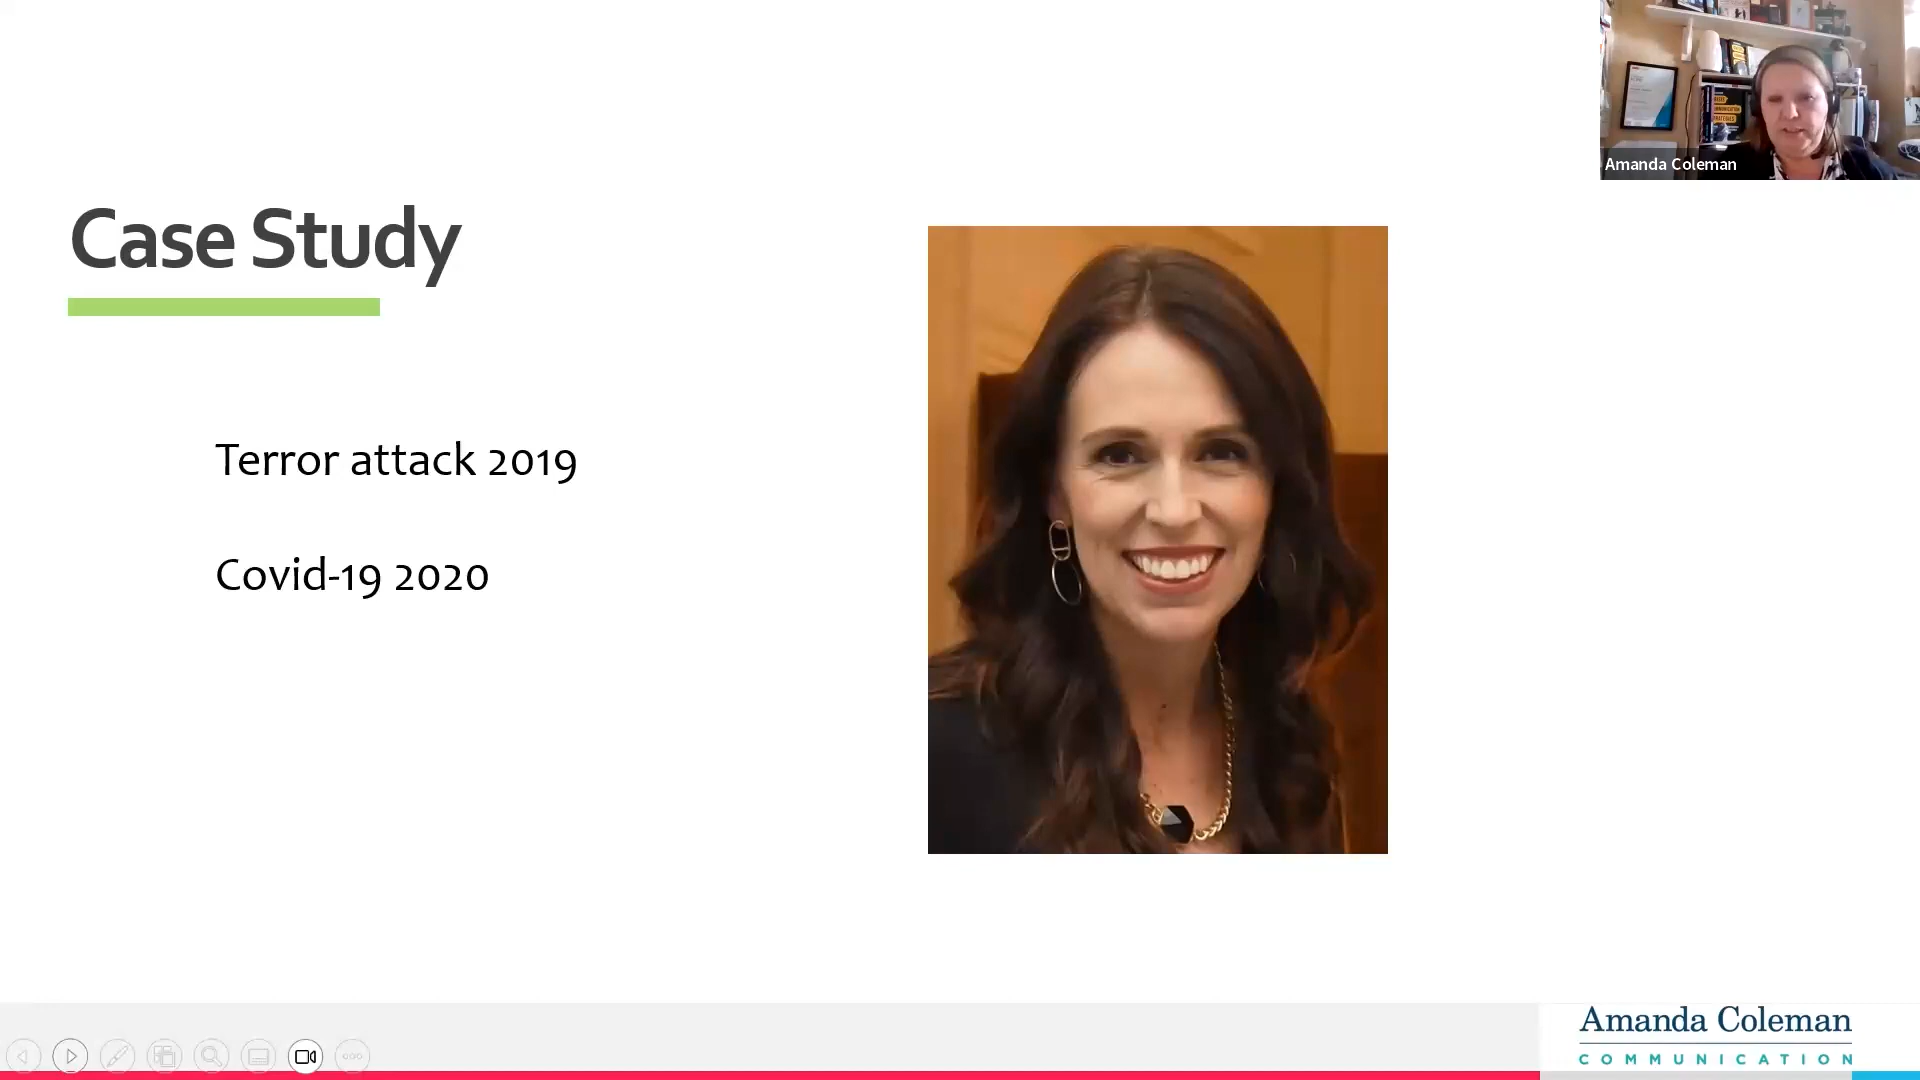 Amanda Coleman
Case Study
Terror attack 2019
Covid-19 2020
Amanda Coleman
COMMUNICATION